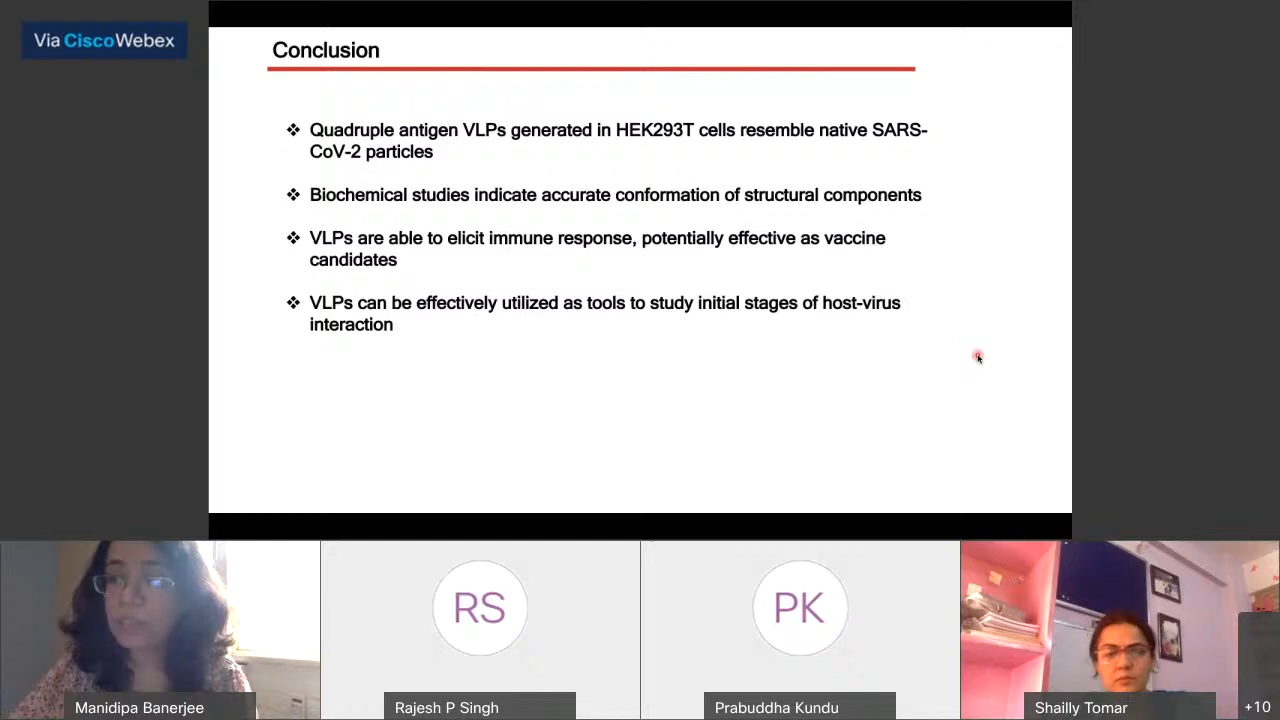 Via Cisco Webex
Conclusion
❖ Quadruple antigen VLPs generated in HEK293T cells resemble native SARS-
CoV-2 particles
❖ Biochemical studies indicate accurate conformation of structural components
❖ VLPs are able to elicit immune response, potentially effective as vaccine
candidates
❖ VLPs can be effectively utilized as tools to study initial stages of host-virus
interaction
RS
PK
Manidipa Banerjee
Rajesh P Singh
Prabuddha Kundu
Shailly Tomar
+10